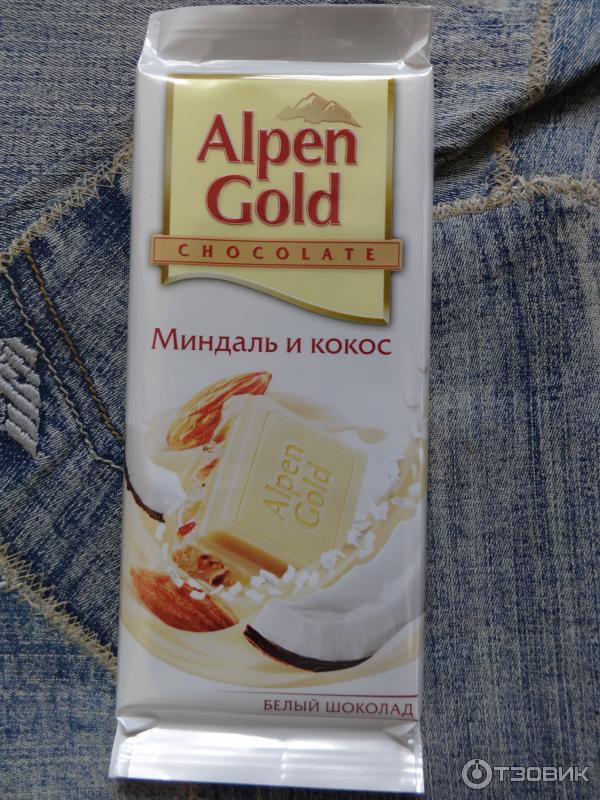 Alpen
Gold
CHOCOLATE
Миндаль и кокос
Alpen
Gold
БЕЛЫЙ ШОКОЛАД
ОТЗОВИК